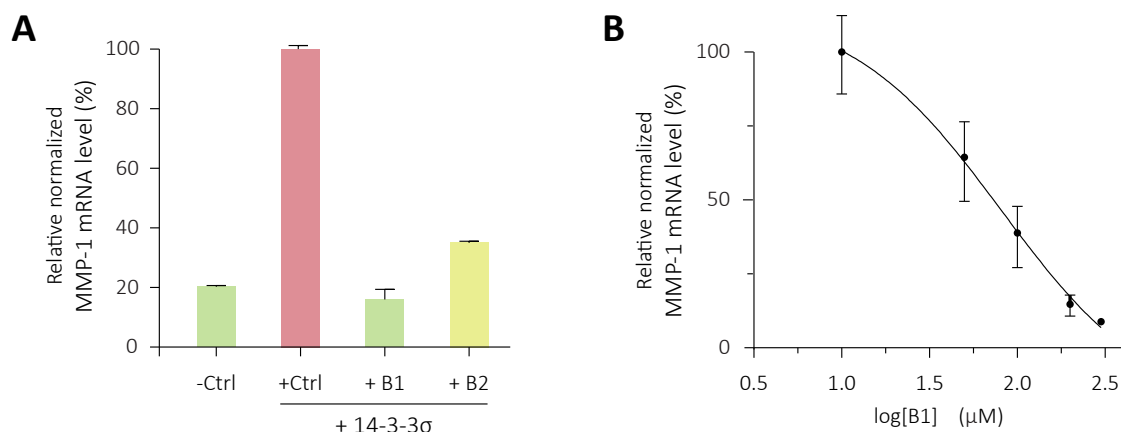 A
Relative normalized
MMP-1 mRNA level (%)
100
80
60
40
20
0
-Ctrl +Ctrl + B1 + B2
+ 14-3-3σ
B
Relative normalized
MMP-1 mRNA level (%)
100
50
0
0.5 1.0 1.5 2.0 2.5
log[B1] (μM)